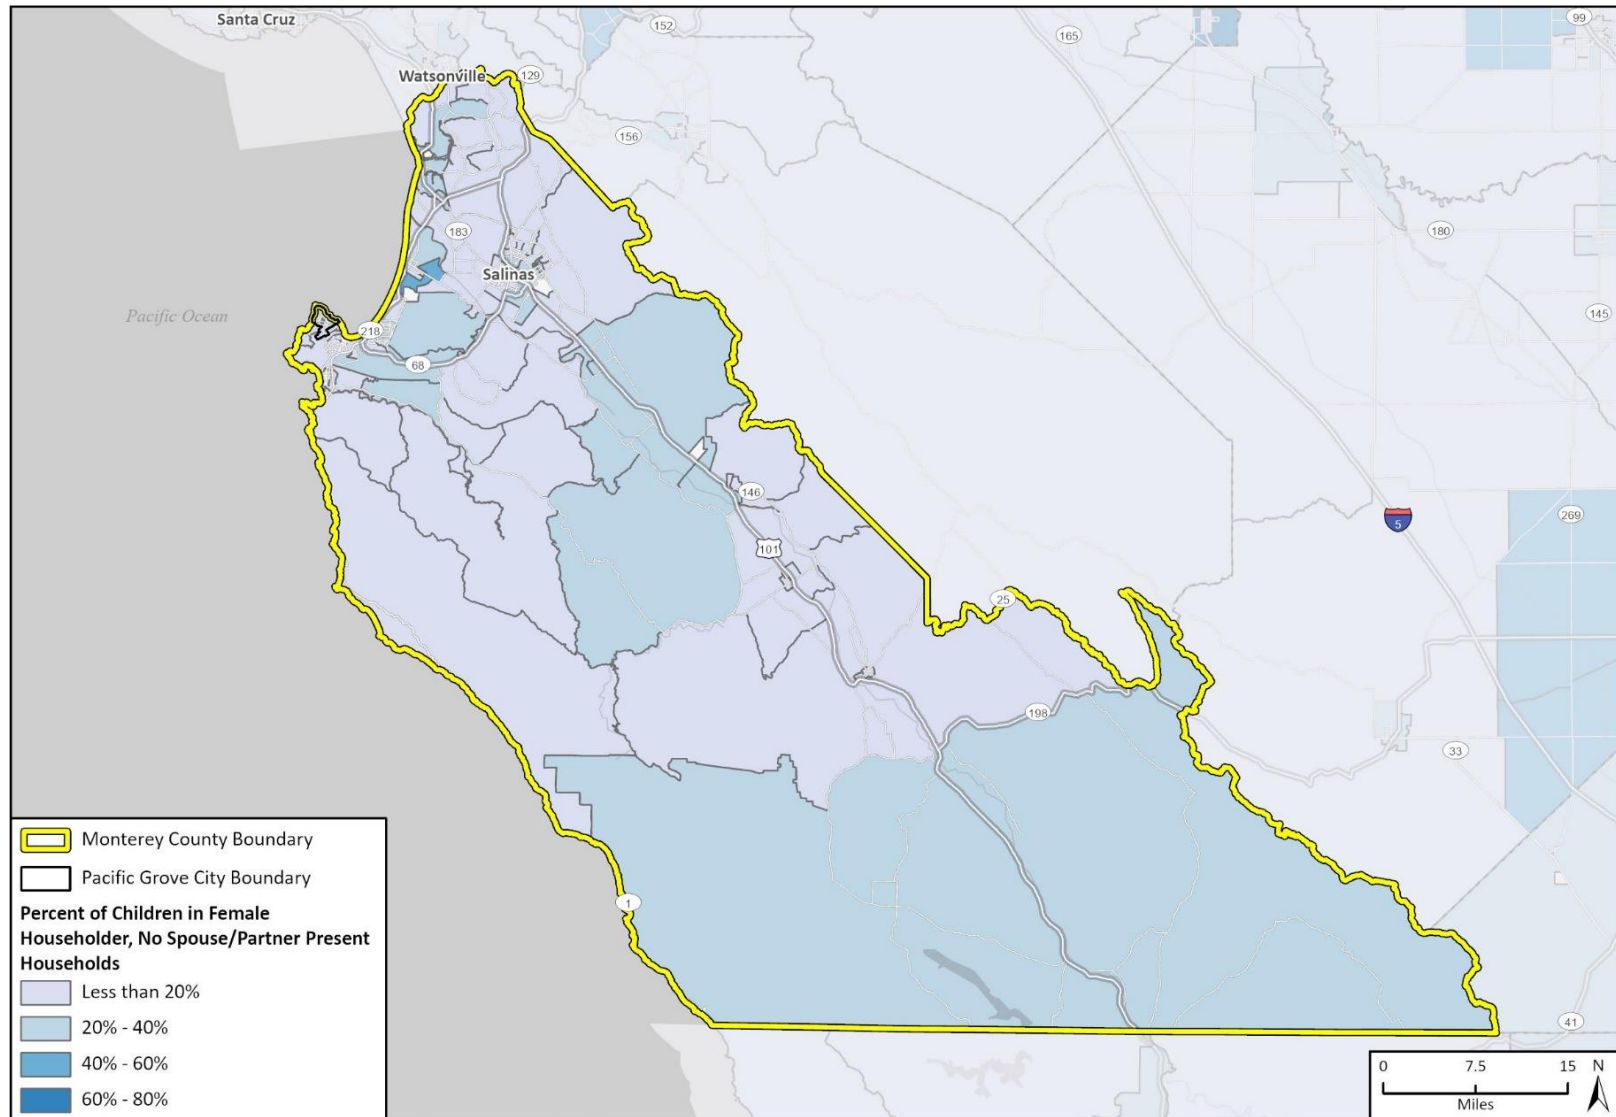 Santa Cruz
152
165
99
Watsonville
129
156
183
180
Salinas
Pacific Ocean
218
145
68
146
5
269
101
25
198
33
Monterey County Boundary
Pacific Grove City Boundary
1
Percent of Children in Female
Householder, No Spouse/Partner Present
Households
Less than 20%
20% - 40%
41
40% - 60%
0 7.5 15 N
60% - 80%
Miles